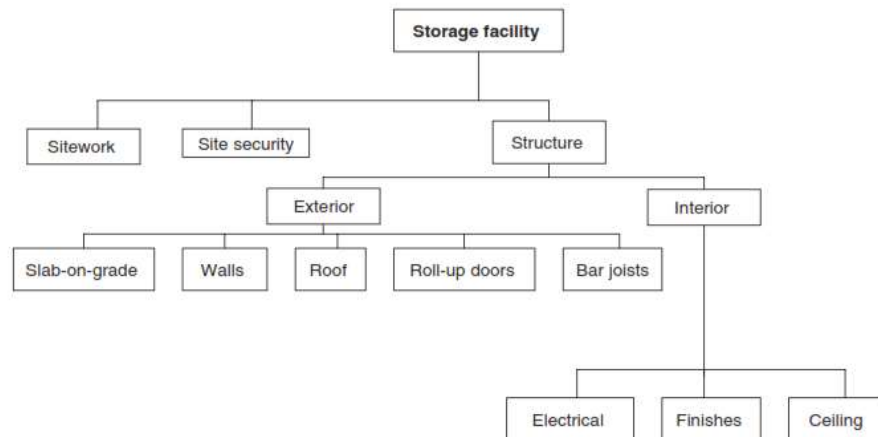 Storage facility
Sitework
Site security
Structure
Exterior
Interior
Slab-on-grade
Walls
Roof
Roll-up doors
Bar joists
Electrical
Finishes
Ceiling